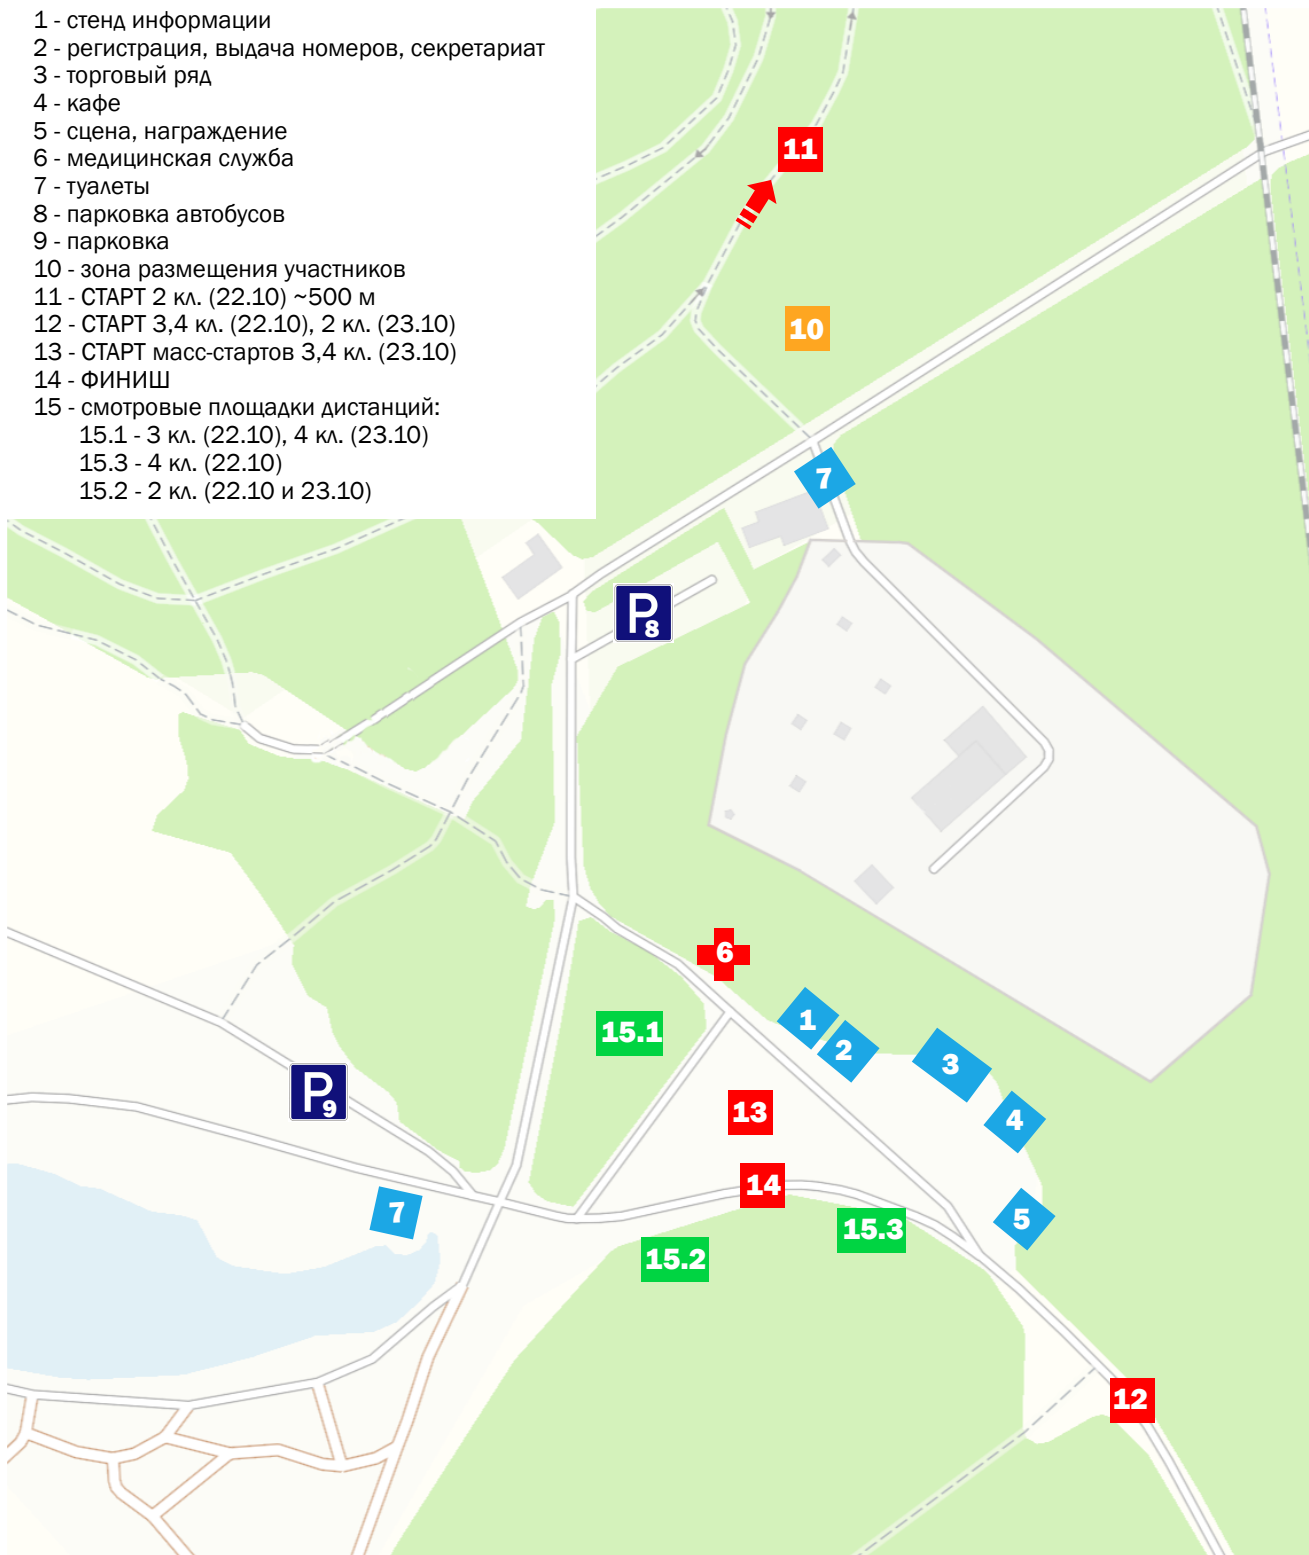 1 - стенд информации
2 - регистрация, выдача номеров, секретариат
3 - торговый ряд
4 - кафе
5 - сцена, награждение
6 - медицинская служба
7 - туалеты
8 - парковка автобусов
9 - парковка
10 - зона размещения участников
11 - СТАРТ 2 кл. (22.10) ~500 м
12 - СТАРТ 3,4 кл. (22.10), 2 кл. (23.10)
13 - СТАРТ масс-стартов 3,4 кл. (23.10)
14 - ФИНИШ
15 - смотровые площадки дистанций:
15.1 - 3 кл. (22.10), 4 кл. (23.10)
15.3 - 4 кл. (22.10)
15.2 - 2 кл. (22.10 и 23.10)
11
10
7
P8
6
1
2
15.1
3
P9
13
4
14
7
5
15.3
15.2
12